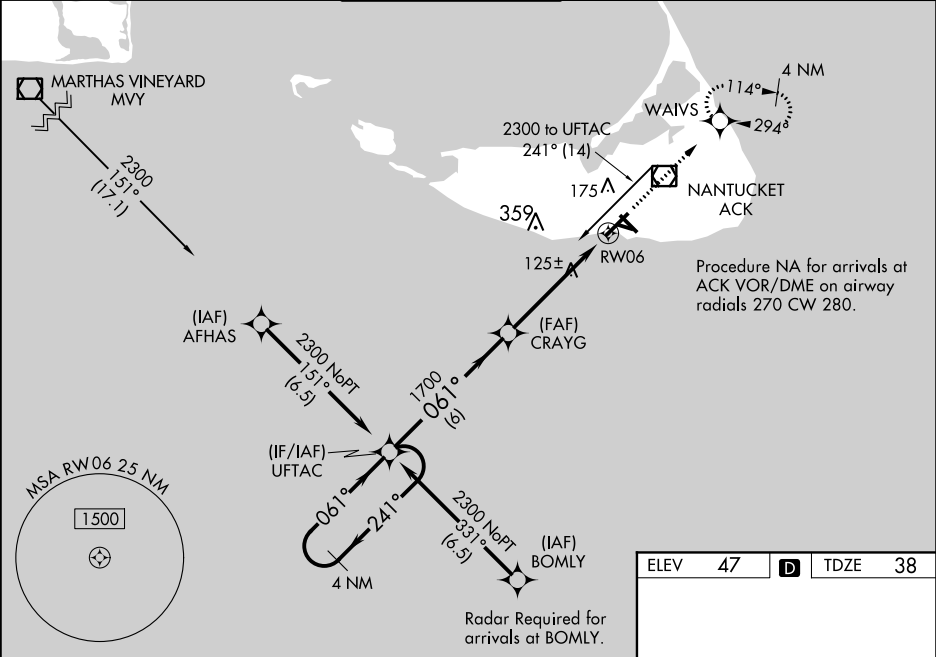 MARTHAS VINEYARD
MVY
2300
151°
(17.1)
4 NM
114°
294°
WAIVS
2300 to UFTAC
241° (14)
175
359
NANTUCKET
ACK
125±
RW06
Procedure NA for arrivals at
ACK VOR/DME on airway
radials 270 CW 280.
(IAF)
AFHAS
2300 NoPT
151°
(6.5)
(FAF)
CRAYG
1700
061°
(6)
(IF/IAF)
UFTAC
061°
241°
4 NM
2300 NoPT
331°
(6.5)
(IAF)
BOMLY
Radar Required for
arrivals at BOMLY.
MSA RW06 25 NM
1500
ELEV 47 D TDZE 38